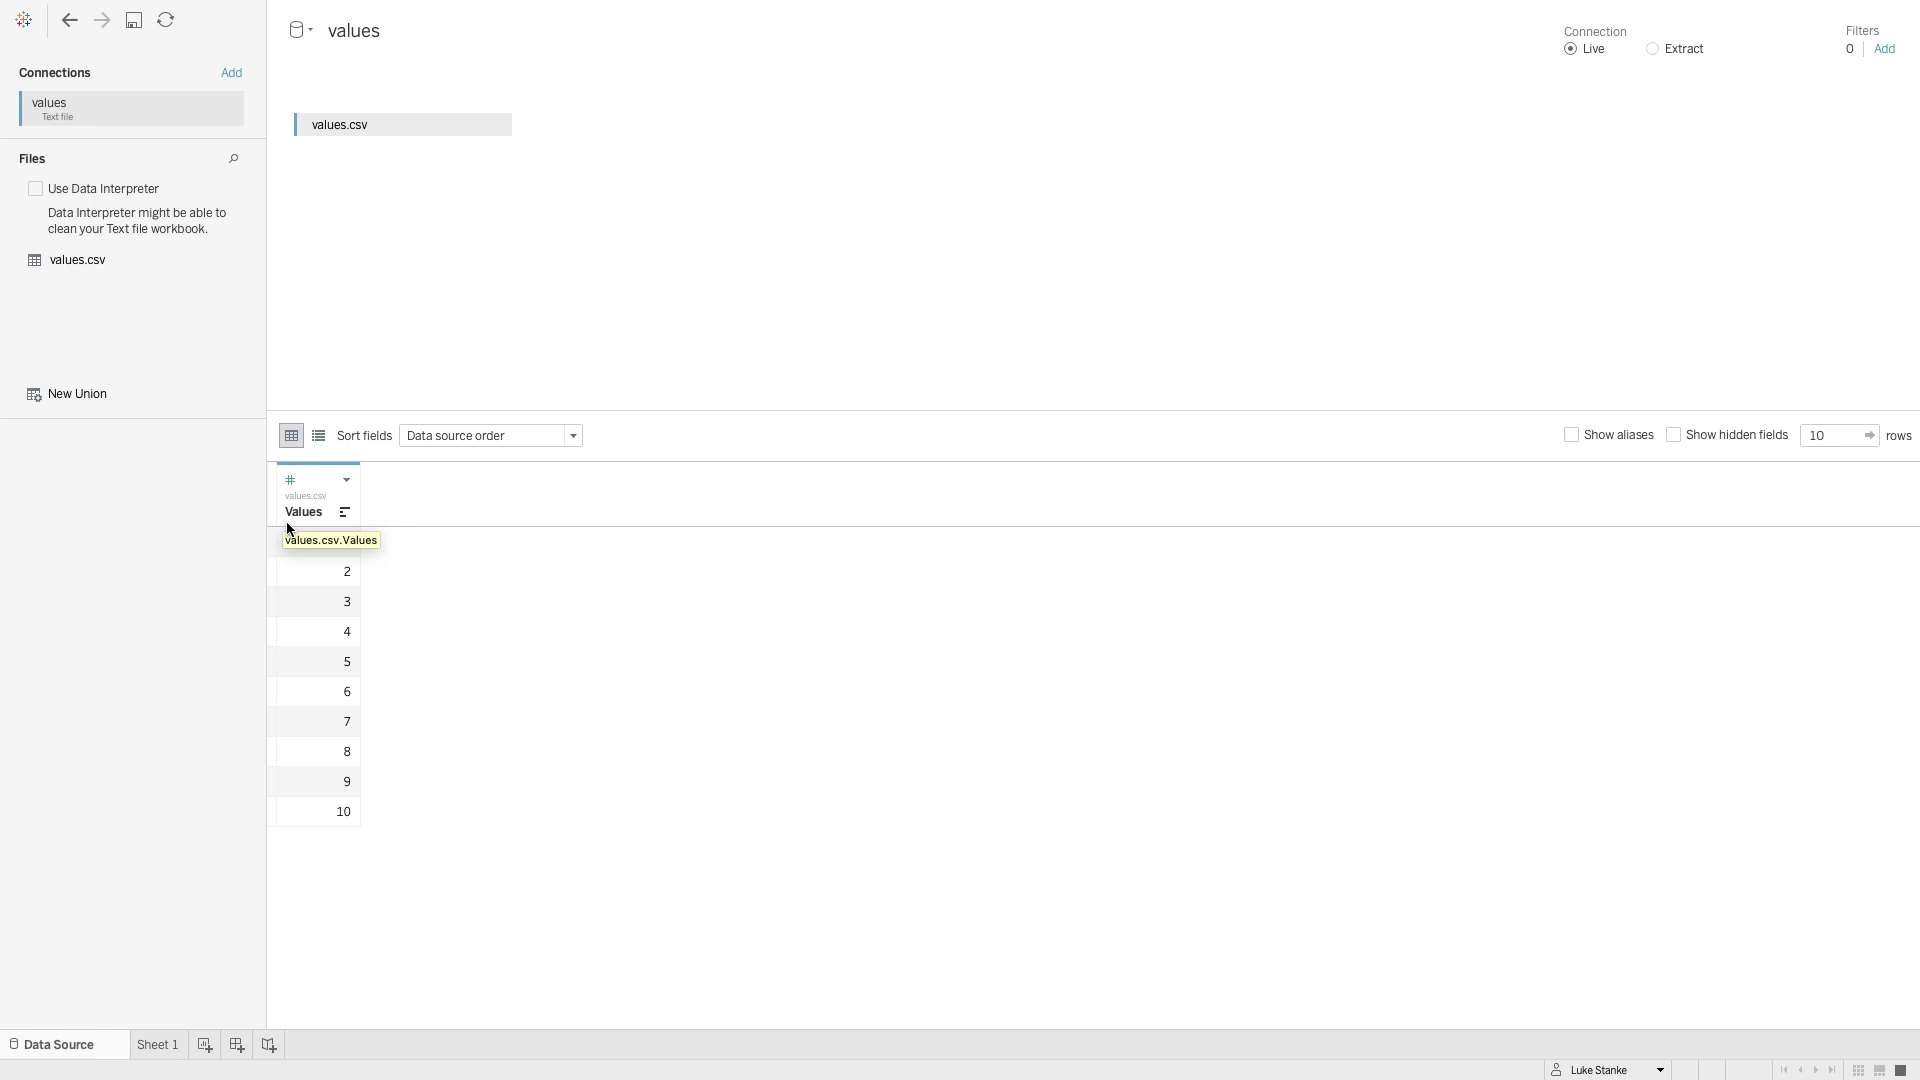 values
Connection
Live
Extract
Filters
0
Add
Connections
Add
values
Text file
values.csv
Files
Use Data Interpreter
Data Interpreter might be able to
clean your Text file workbook.
values.csv
New Union
Sort fields
Data source order
Show aliases
Show hidden fields
10
rows
#
values.csv
Values
values.csv.Values
2
3
4
5
6
7
8
9
10
Data Source
Sheet 1
Luke Stanke